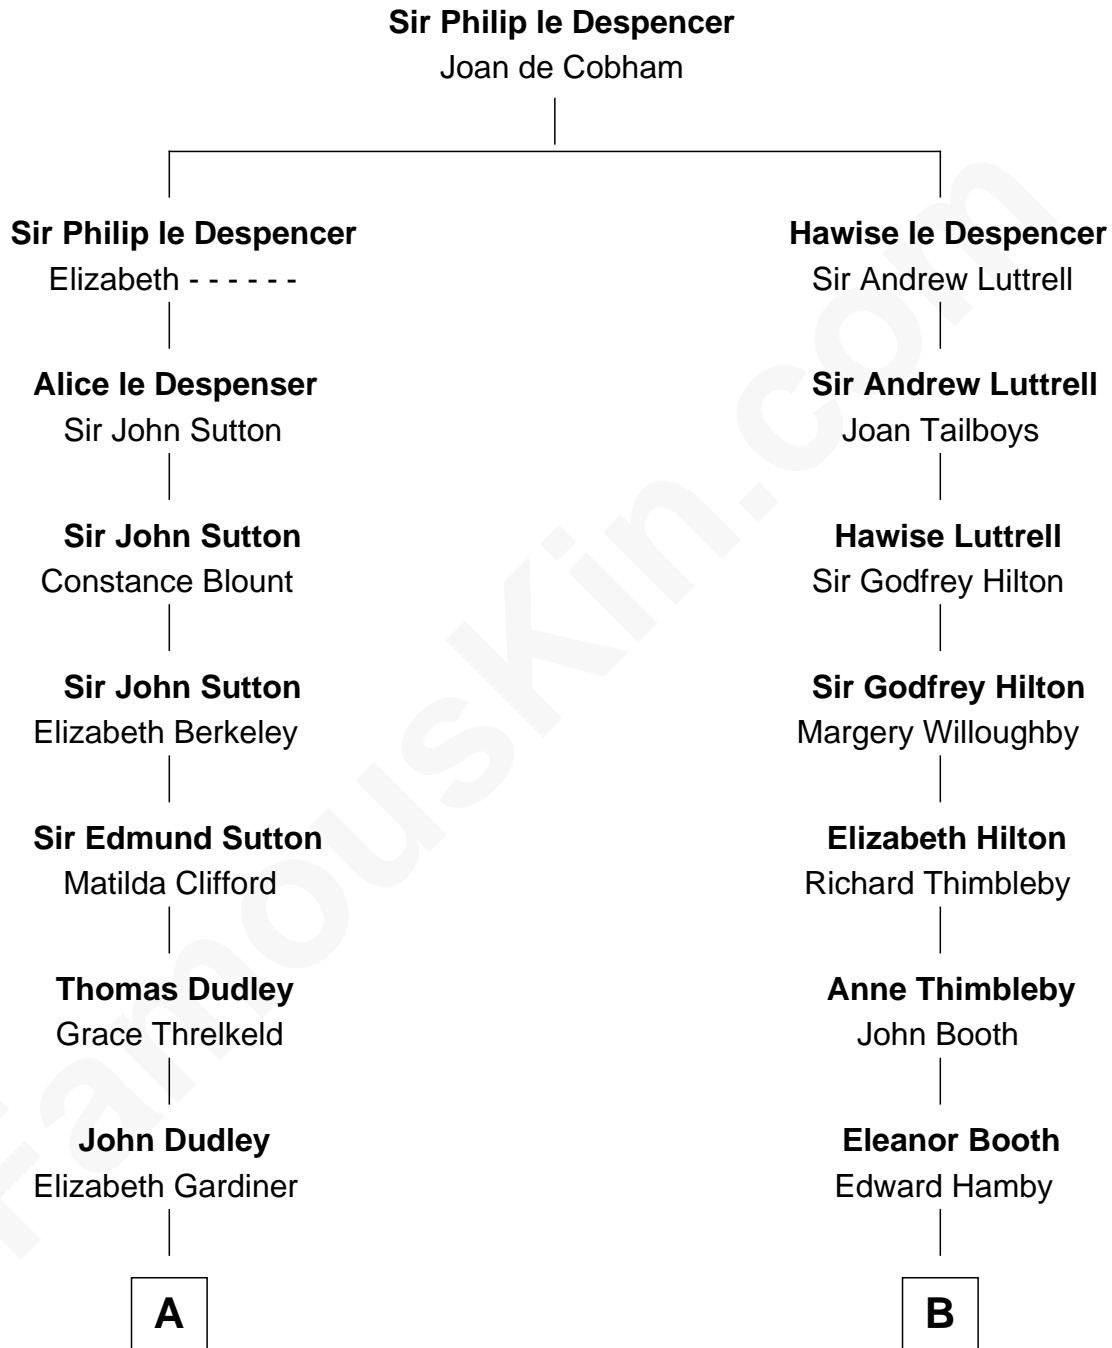 Sir Philip le Despencer
Joan de Cobham
Sir Philip le Despencer
Elizabeth - - - - - -
Hawise le Despencer
Sir Andrew Luttrell
Alice le Despenser
Sir John Sutton
Sir Andrew Luttrell
Joan Tailboys
Sir John Sutton
Constance Blount
Hawise Luttrell
Sir Godfrey Hilton
Sir John Sutton
Elizabeth Berkeley
Sir Godfrey Hilton
Margery Willoughby
Sir Edmund Sutton
Matilda Clifford
Elizabeth Hilton
Richard Thimbleby
Thomas Dudley
Grace Threlkeld
Anne Thimbleby
John Booth
John Dudley
Elizabeth Gardiner
Eleanor Booth
Edward Hamby
A
B
FamousKin.com